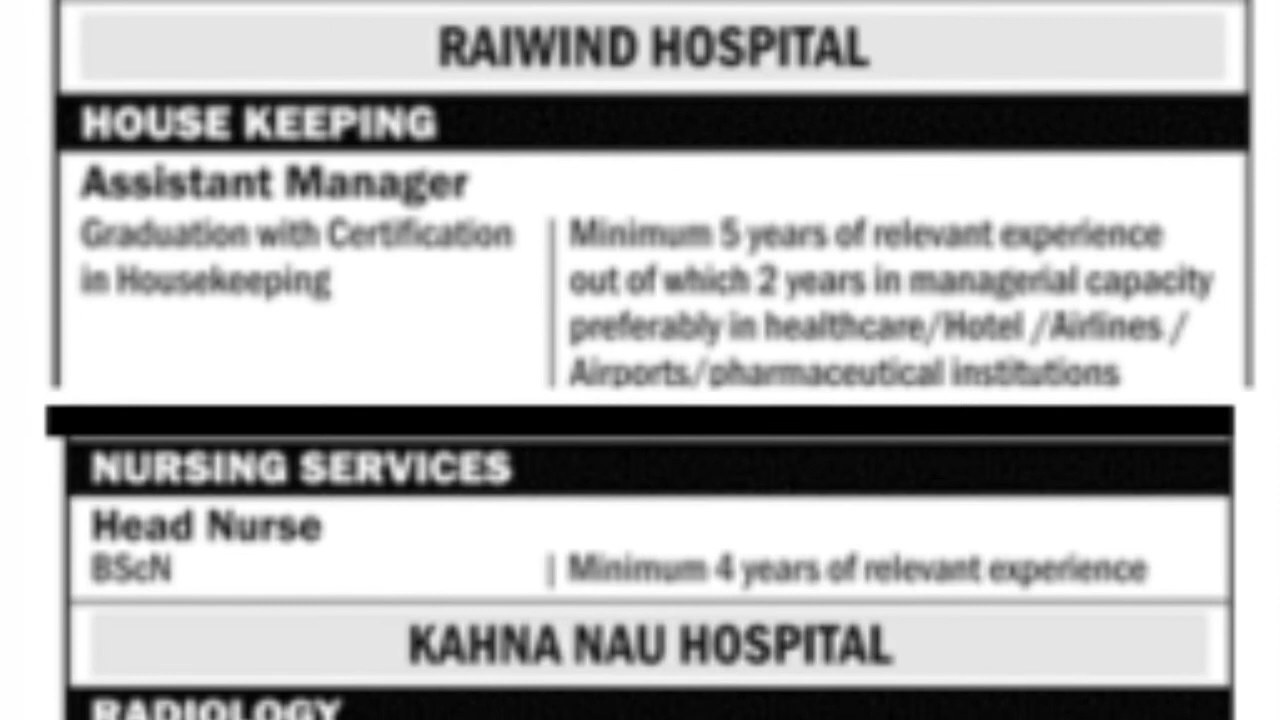 RAIWIND HOSPITAL
HOUSE KEEPING
Assistant Manager
Graduation with Certification
in Housekeeping
Minimum 5 years of relevant experience
out of which 2 years in managerial capacity
preferably in healthcare/Hotel /Airlines /
Airports/pharmaceutical institutions
NURSING SERVICES
Head Nurse
BScN | Minimum 4 years of relevant experience
KAHNA NAU HOSPITAL
RADIOLOGY